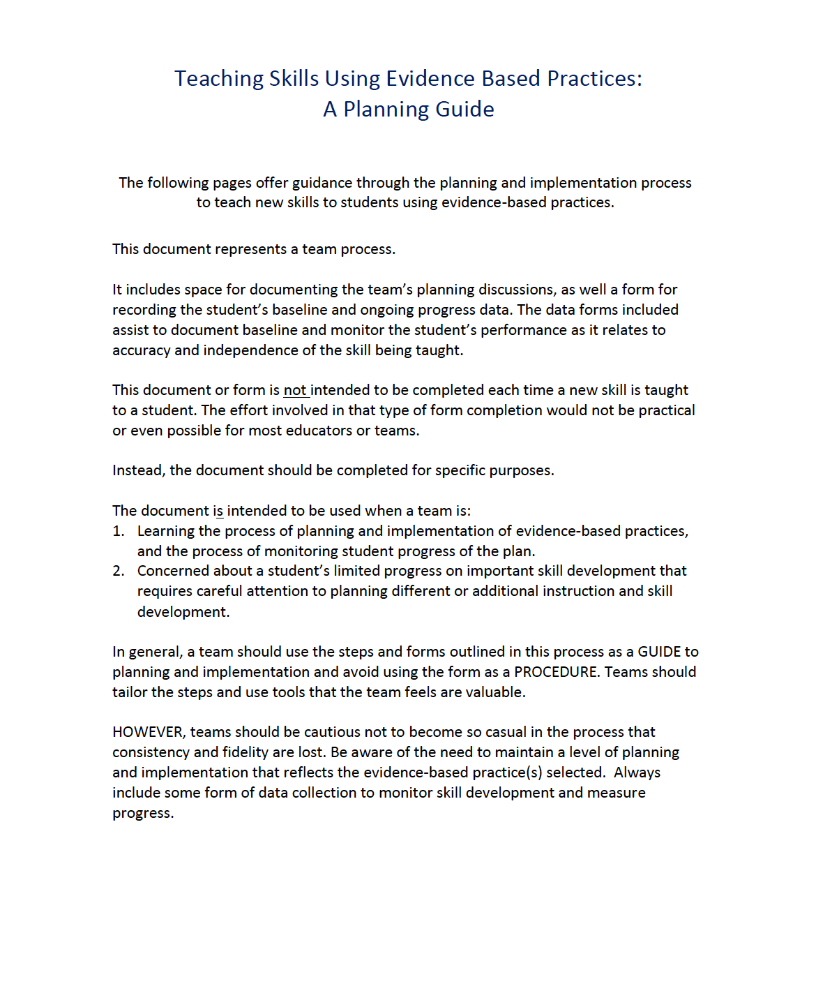 Teaching Skills Using Evidence Based Practices:
A Planning Guide
The following pages offer guidance through the planning and implementation process
to teach new skills to students using evidence-based practices.
This document represents a team process.
It includes space for documenting the team’s planning discussions, as well a form for
recording the student’s baseline and ongoing progress data. The data forms included
assist to document baseline and monitor the student’s performance as it relates to
accuracy and independence of the skill being taught.
This document or form is not intended to be completed each time a new skill is taught
to a student. The effort involved in that type of form completion would not be practical
or even possible for most educators or teams.
Instead, the document should be completed for specific purposes.
The document is intended to be used when a team is:
1. Learning the process of planning and implementation of evidence-based practices,
and the process of monitoring student progress of the plan.
2. Concerned about a student’s limited progress on important skill development that
requires careful attention to planning different or additional instruction and skill
development.
In general, a team should use the steps and forms outlined in this process as a GUIDE to
planning and implementation and avoid using the form as a PROCEDURE. Teams should
tailor the steps and use tools that the team feels are valuable.
HOWEVER, teams should be cautious not to become so casual in the process that
consistency and fidelity are lost. Be aware of the need to maintain a level of planning
and implementation that reflects the evidence-based practice(s) selected.  Always
include some form of data collection to monitor skill development and measure
progress.